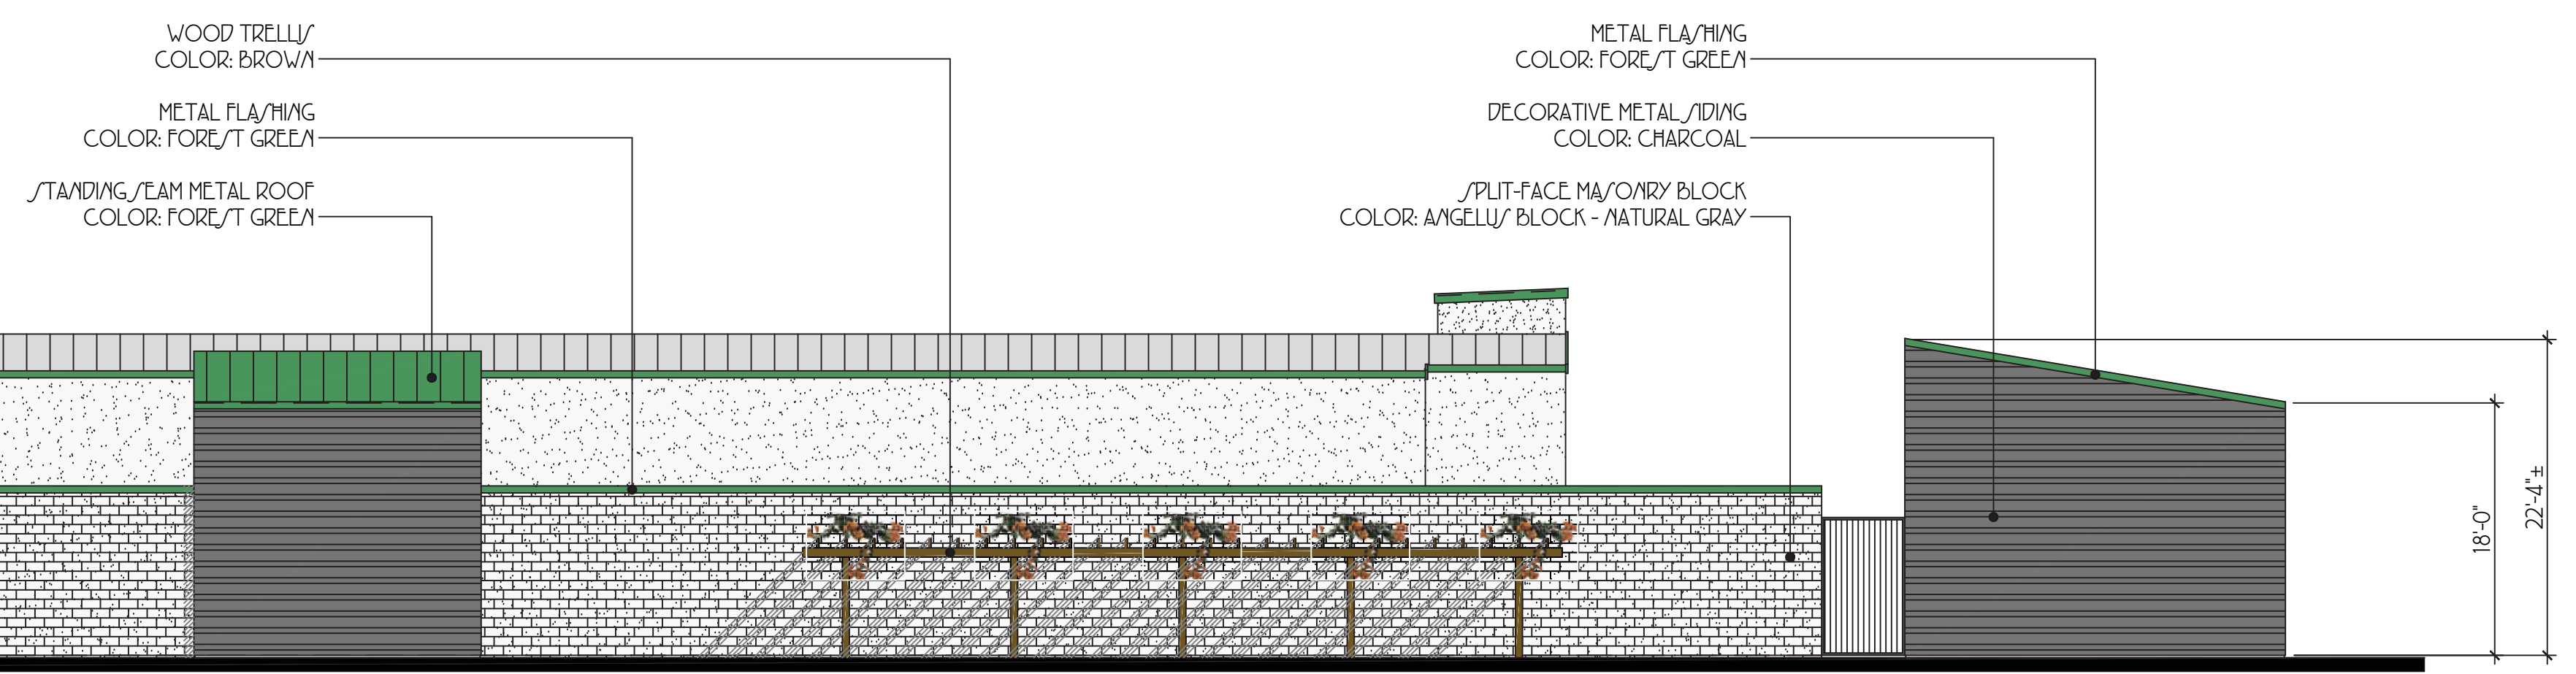 WOOD TRELLIS
COLOR: BROWN
METAL FLASHING
COLOR: FOREST GREEN
STANDING SEAM METAL ROOF
COLOR: FOREST GREEN
METAL FLASHING
COLOR: FOREST GREEN
DECORATIVE METAL SIDING
COLOR: CHARCOAL
SPLIT-FACE MASONRY BLOCK
COLOR: ANGELUS BLOCK - NATURAL GRAY
18'-0"
22'-4"±